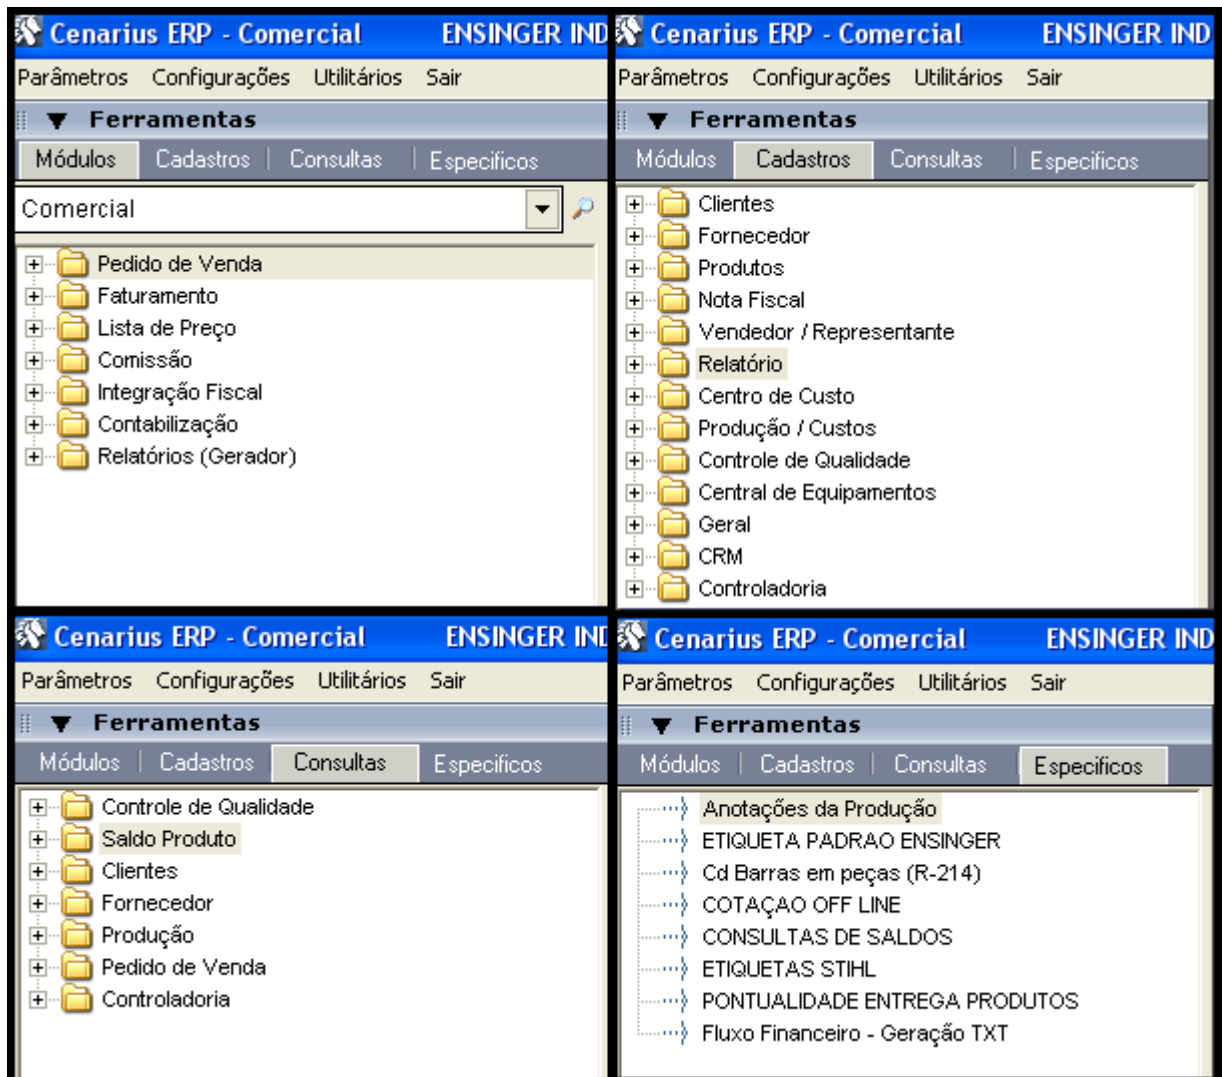 Cenarius ERP - Comercial ENSINGER IND
Parâmetros Configurações Utilitários Sair
Ferramentas
Módulos Cadastros Consultas Especificos
Comercial
Pedido de Venda
Faturamento
Lista de Preço
Comissão
Integração Fiscal
Contabilização
Relatórios (Gerador)
Cenarius ERP - Comercial ENSINGER IND
Parâmetros Configurações Utilitários Sair
Ferramentas
Módulos Cadastros Consultas Especificos
Clientes
Fornecedor
Produtos
Nota Fiscal
Vendedor / Representante
Relatório
Centro de Custo
Produção / Custos
Controle de Qualidade
Central de Equipamentos
Geral
CRM
Controladoria
Cenarius ERP - Comercial ENSINGER IND
Parâmetros Configurações Utilitários Sair
Ferramentas
Módulos Cadastros Consultas Especificos
Controle de Qualidade
Saldo Produto
Clientes
Fornecedor
Produção
Pedido de Venda
Controladoria
Cenarius ERP - Comercial ENSINGER IND
Parâmetros Configurações Utilitários Sair
Ferramentas
Módulos Cadastros Consultas Especificos
Anotações da Produção
ETIQUETA PADRAO ENSINGER
Cd Barras em peças (R-214)
COTAÇAO OFF LINE
CONSULTAS DE SALDOS
ETIQUETAS STIHL
PONTUALIDADE ENTREGA PRODUTOS
Fluxo Financeiro - Geração TXT